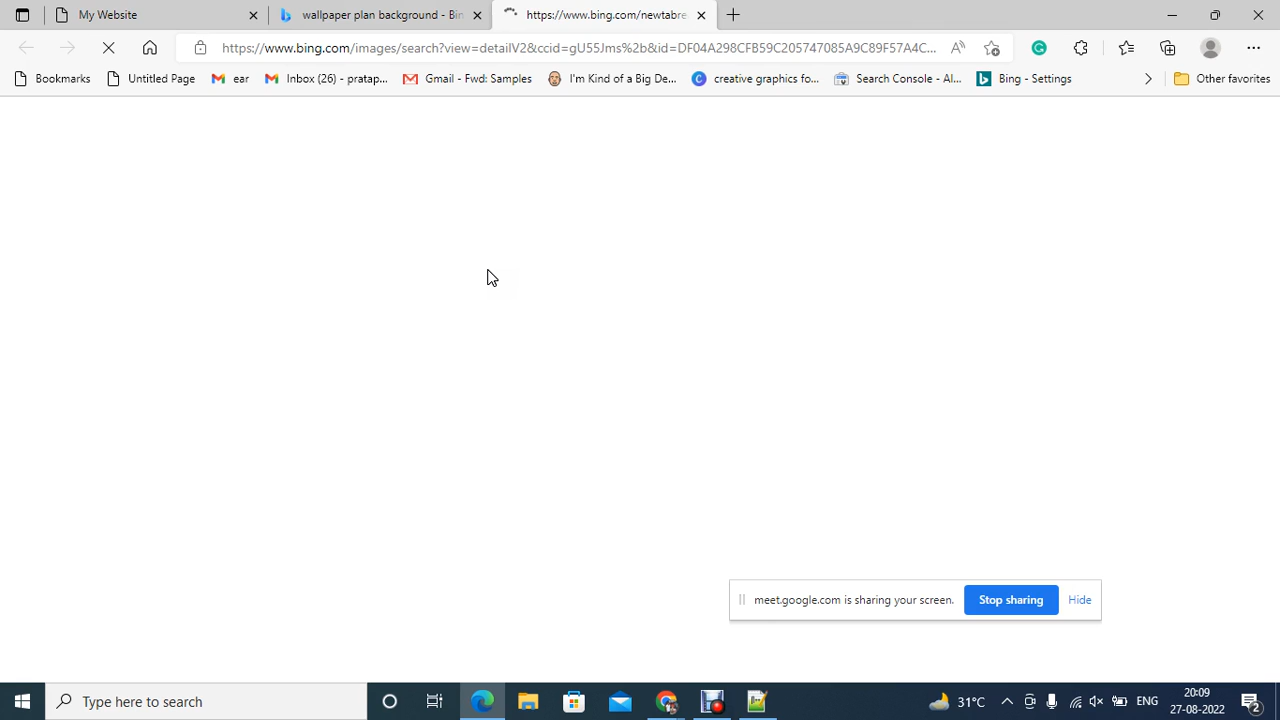 My Website
wallpaper plan background - Bin
https://www.bing.com/newtabre
https://www.bing.com/images/search?view=detailV2&ccid=gU55Jms%2b&id=DF04A298CFB59C205747085A9C89F57A4C...
Bookmarks
Untitled Page
ear
Inbox (26) - pratap...
Gmail - Fwd: Samples
I'm Kind of a Big De...
creative graphics fo...
Search Console - Al...
Bing - Settings
Other favorites
meet.google.com is sharing your screen.
Stop sharing
Hide
Type here to search
31°C
ENG
20:09
27-08-2022
2